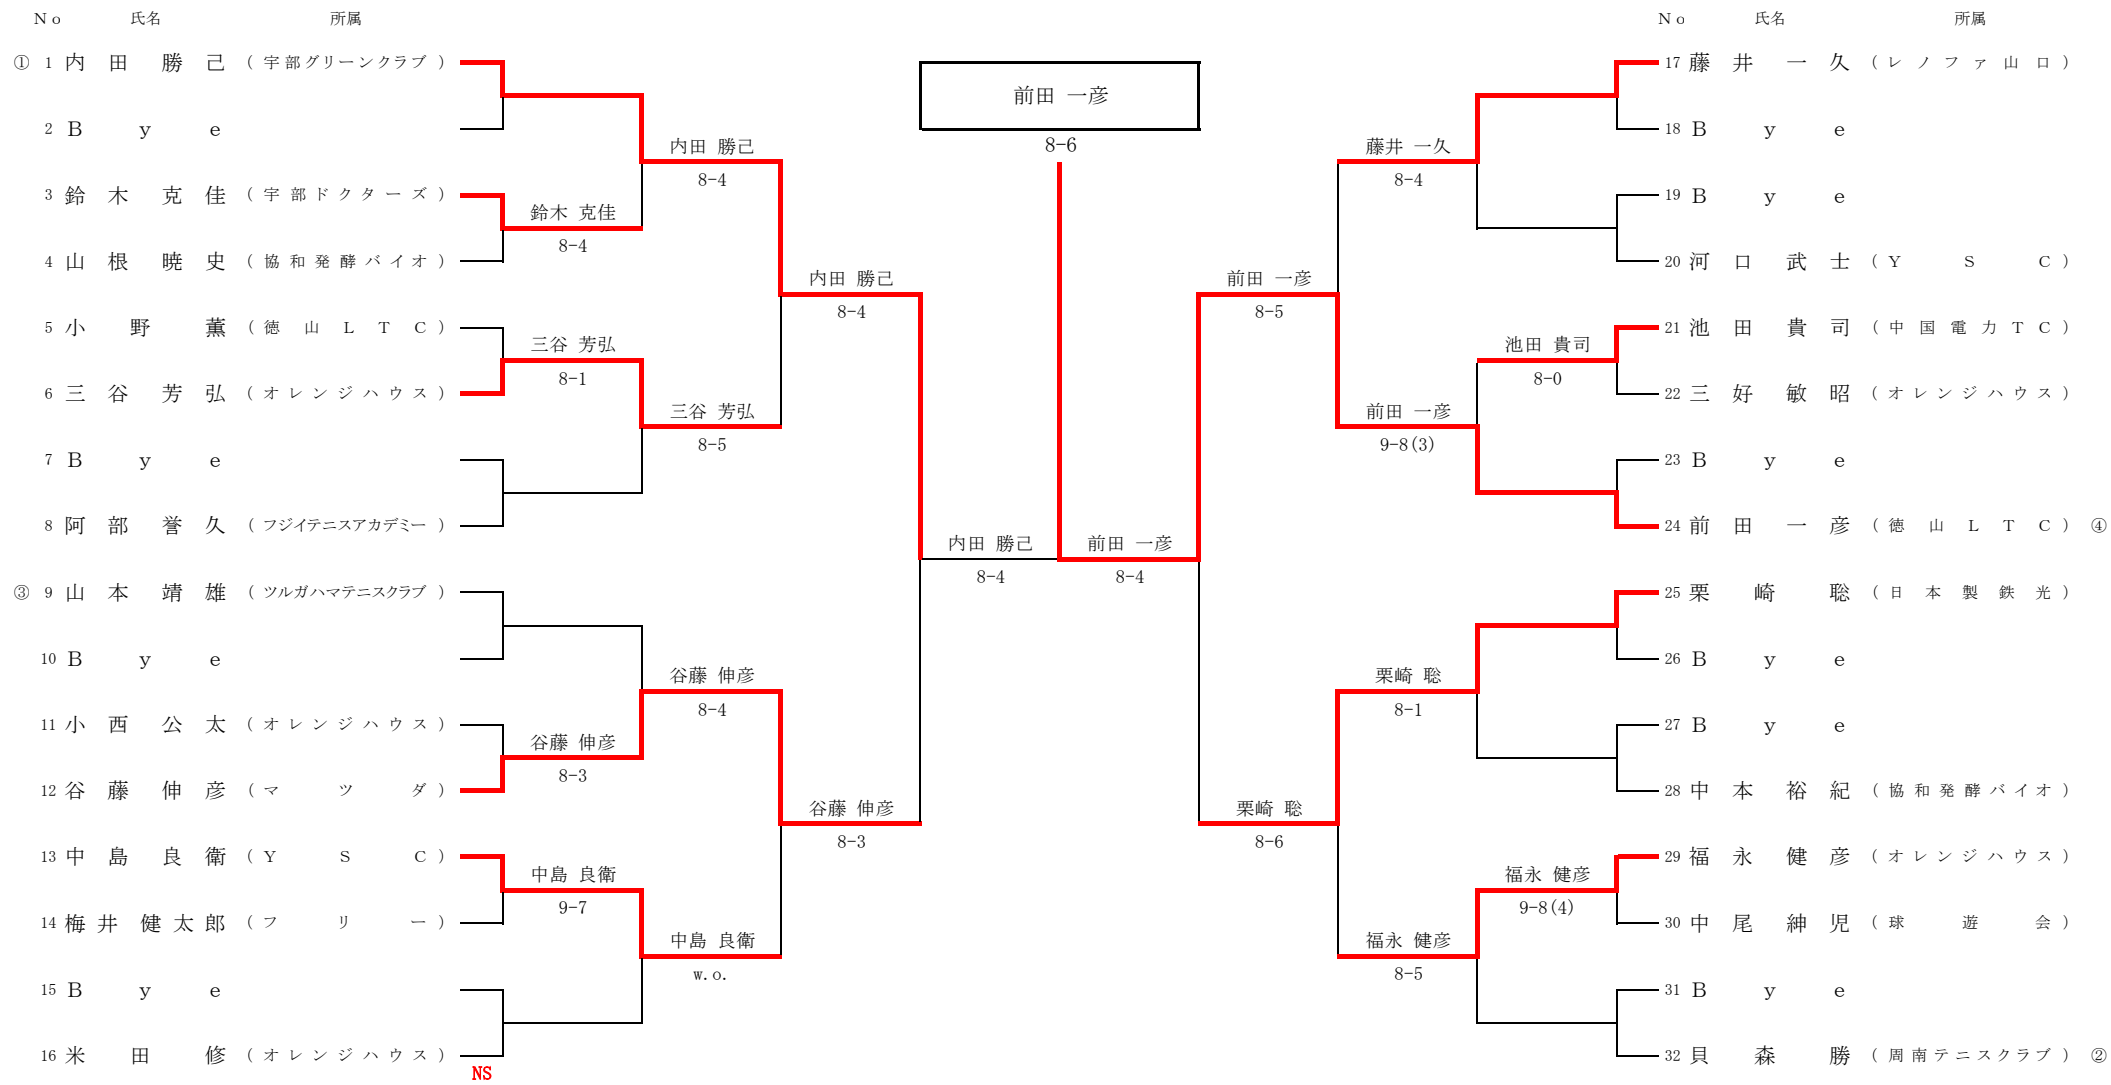 No 氏名 所属
① 1 内田 勝己 (宇部グリーンクラブ)
2 Bye
3 鈴木 克佳 (宇部ドクターズ)
4 山根 暁史 (協和発酵バイオ)
5 小野 薫 (徳山LTC)
6 三谷 芳弘 (オレンジハウス)
7 Bye
8 阿部 誉久 (フジイテニスアカデミー)
③ 9 山本 靖雄 (ツルガハマテニスクラブ)
10 Bye
11 小西 公太 (オレンジハウス)
12 谷藤 伸彦 (マツダ)
13 中島 良衛 (YSC)
14 梅井 健太郎 (フリー)
15 Bye
16 米田 修 (オレンジハウス)
NS
鈴木 克佳
8-4
三谷 芳弘
8-1
谷藤 伸彦
8-3
中島 良衛
9-7
内田 勝己
8-4
三谷 芳弘
8-5
谷藤 伸彦
8-4
中島 良衛
w.o.
内田 勝己
8-4
谷藤 伸彦
8-3
内田 勝己
8-4
前田 一彦
8-6
前田 一彦
8-4
前田 一彦
8-5
栗崎 聡
8-6
藤井 一久
8-4
前田 一彦
9-8(3)
栗崎 聡
8-1
福永 健彦
8-5
池田 貴司
8-0
福永 健彦
9-8(4)
No 氏名 所属
17 藤井 一久 (レノファ山口)
18 Bye
19 Bye
20 河口 武士 (YSC)
21 池田 貴司 (中国電力TC)
22 三好 敏昭 (オレンジハウス)
23 Bye
24 前田 一彦 (徳山LTC) ④
25 栗崎 聡 (日本製鉄光)
26 Bye
27 Bye
28 中本 裕紀 (協和発酵バイオ)
29 福永 健彦 (オレンジハウス)
30 中尾 紳児 (球遊会)
31 Bye
32 貝森 勝 (周南テニスクラブ) ②